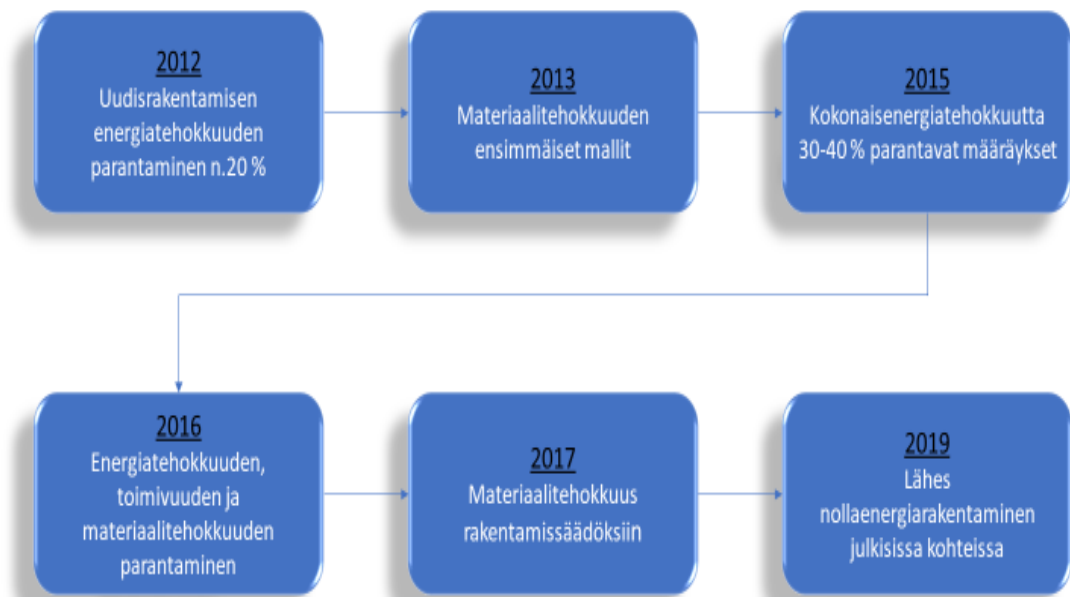 2012
Uudisrakentamisen
energiatehokkuuden
parantaminen n.20 %
2013
Materiaalitehokkuuden
ensimmäiset mallit
2015
Kokonaisenergiatehokkuutta
30-40 % parantavat määräykset
2016
Energiatehokkuuden,
toimivuuden ja
materiaalitehokkuuden
parantaminen
2017
Materiaalitehokkuus
rakentamissäädöksiin
2019
Lähes
nollaenergiarakentaminen
julkisissa kohteissa